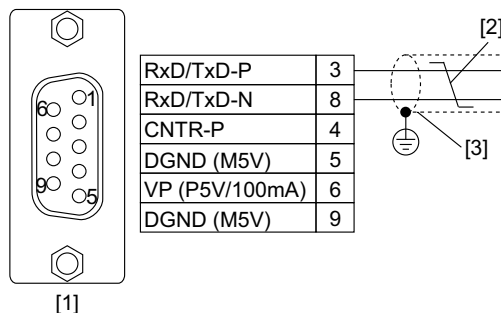 [2]
1
6
9
5
RxD/TxD-P 3
RxD/TxD-N 8
CNTR-P 4
DGND (M5V) 5
VP (P5V/100mA) 6
DGND (M5V) 9
[3]
[1]